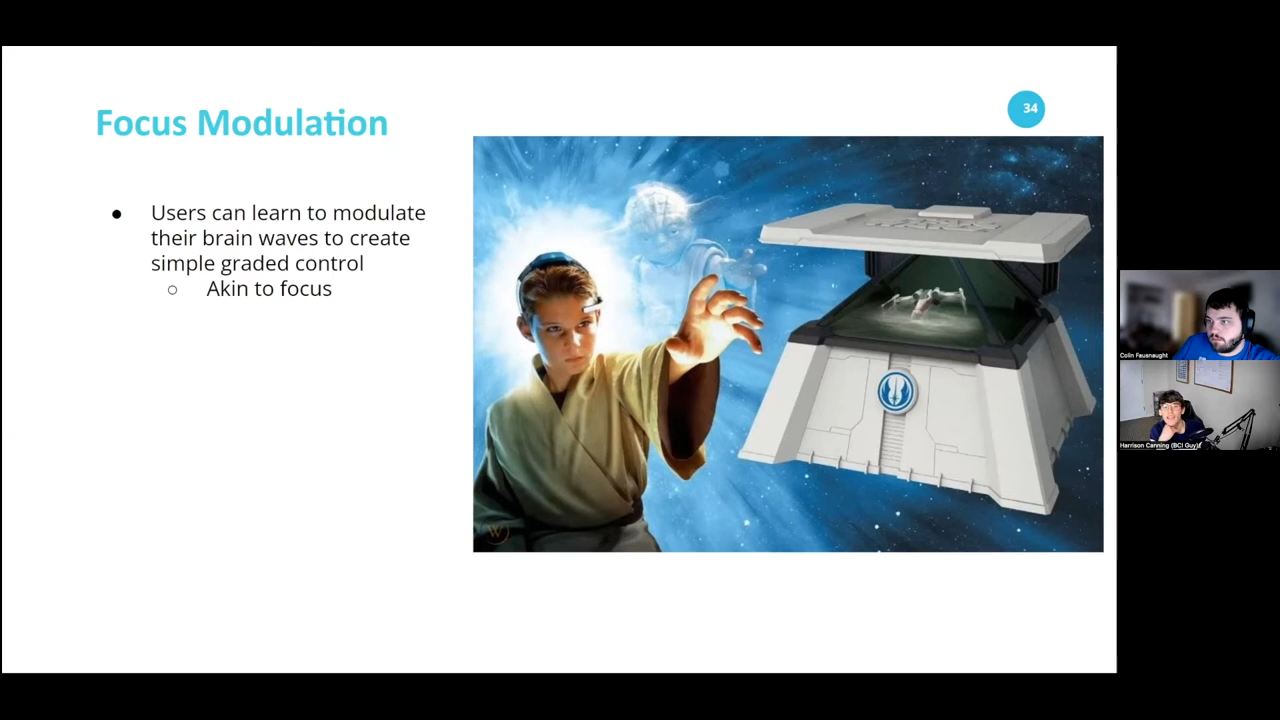 Focus Modulation
34
● Users can learn to modulate
their brain waves to create
simple graded control
○ Akin to focus
W
Colin Fausnaught
Harrison Canning (BCI Guy)